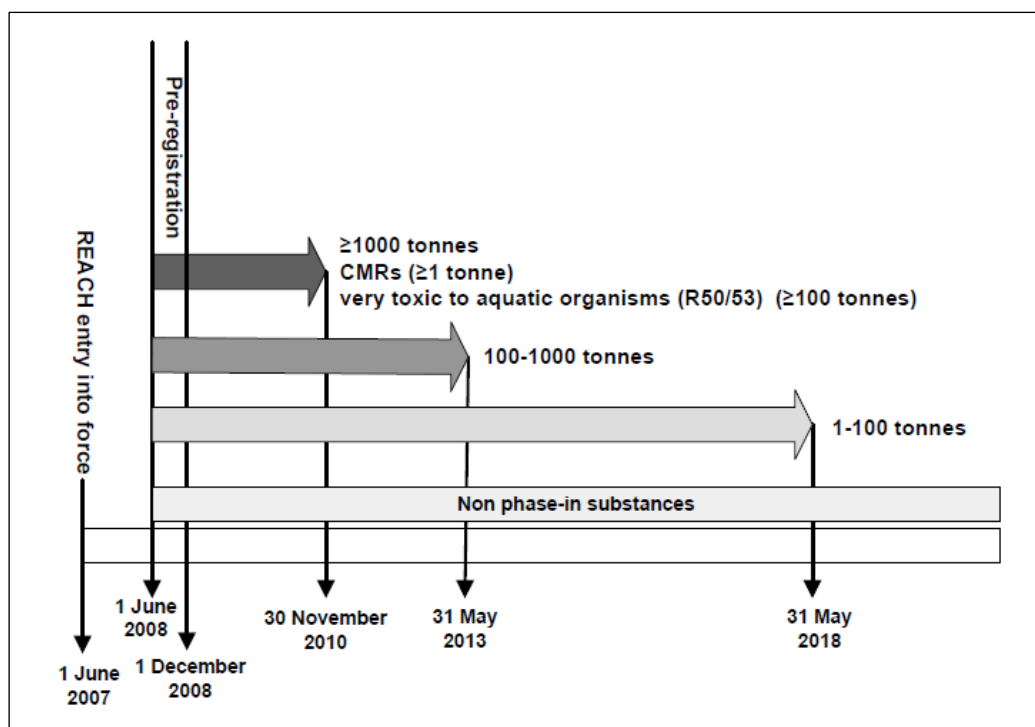 Pre-registration
REACH entry into force
≥1000 tonnes
CMRs (≥1 tonne)
very toxic to aquatic organisms (R50/53) (≥100 tonnes)
100-1000 tonnes
1-100 tonnes
Non phase-in substances
1 June
2008
30 November
2010
31 May
2013
31 May
2018
1 June
2007
1 December
2008